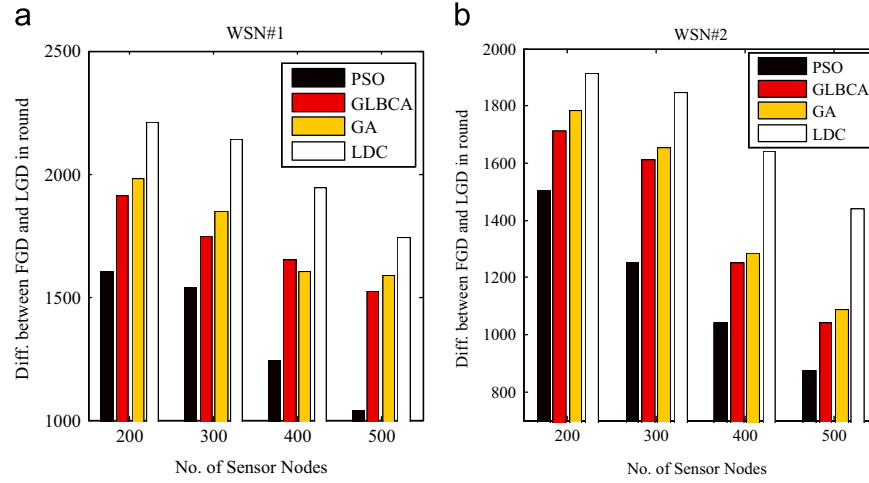 a
WSN#1
2500
2000
1500
1000
Diff. between FGD and LGD in round
PSO
GLBCA
GA
LDC
200
300
400
500
No. of Sensor Nodes
b
WSN#2
2000
1800
1600
1400
1200
1000
800
Diff. between FGD and LGD in round
PSO
GLBCA
GA
LDC
200
300
400
500
No. of Sensor Nodes